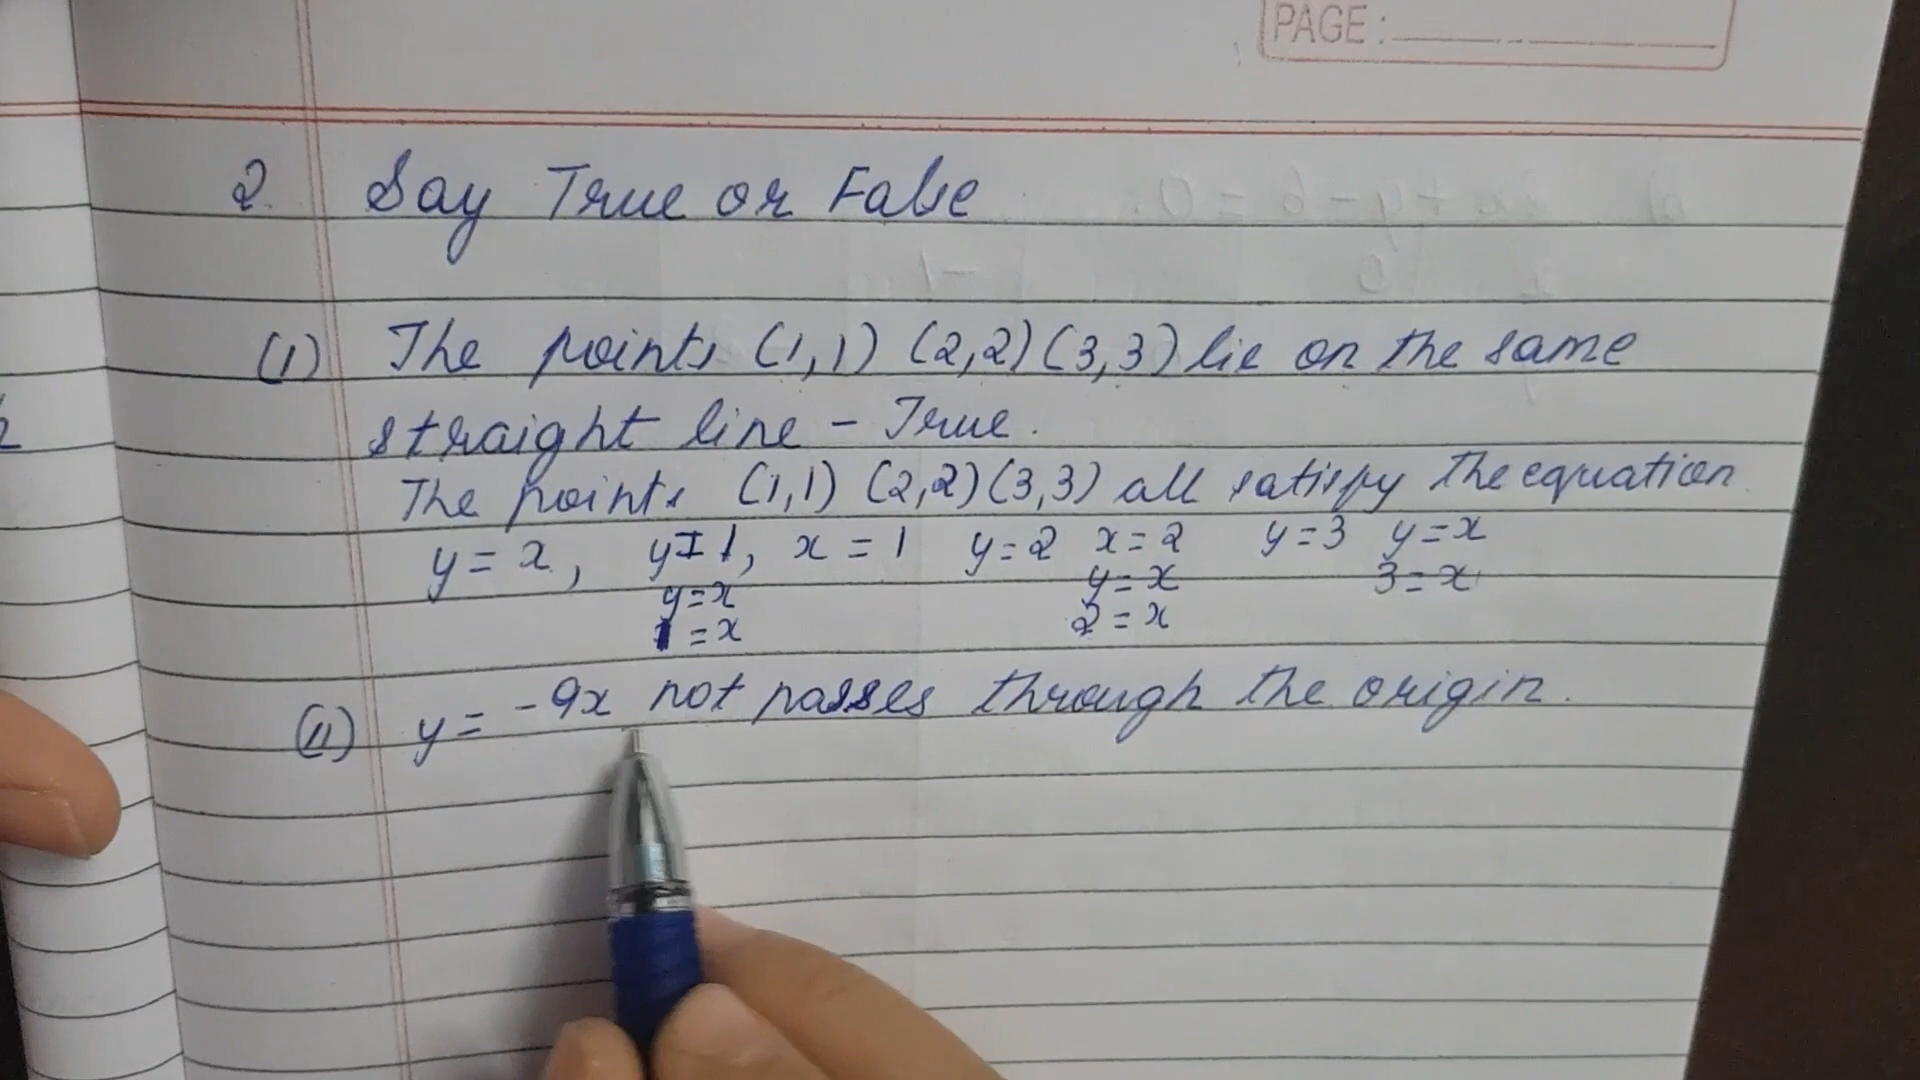 PAGE :
2. Say True or False
(1) The points (1,1) (2,2) (3,3) lie on the same
straight line - True.
The points (1,1) (2,2) (3,3) all satisfy the equation
y = x, y = 1, x = 1 y = 2 x = 2 y = 3 y = x
y = x y = x 3 = x
1 = x 2 = x
(11) y = -9x not passes through the origin.